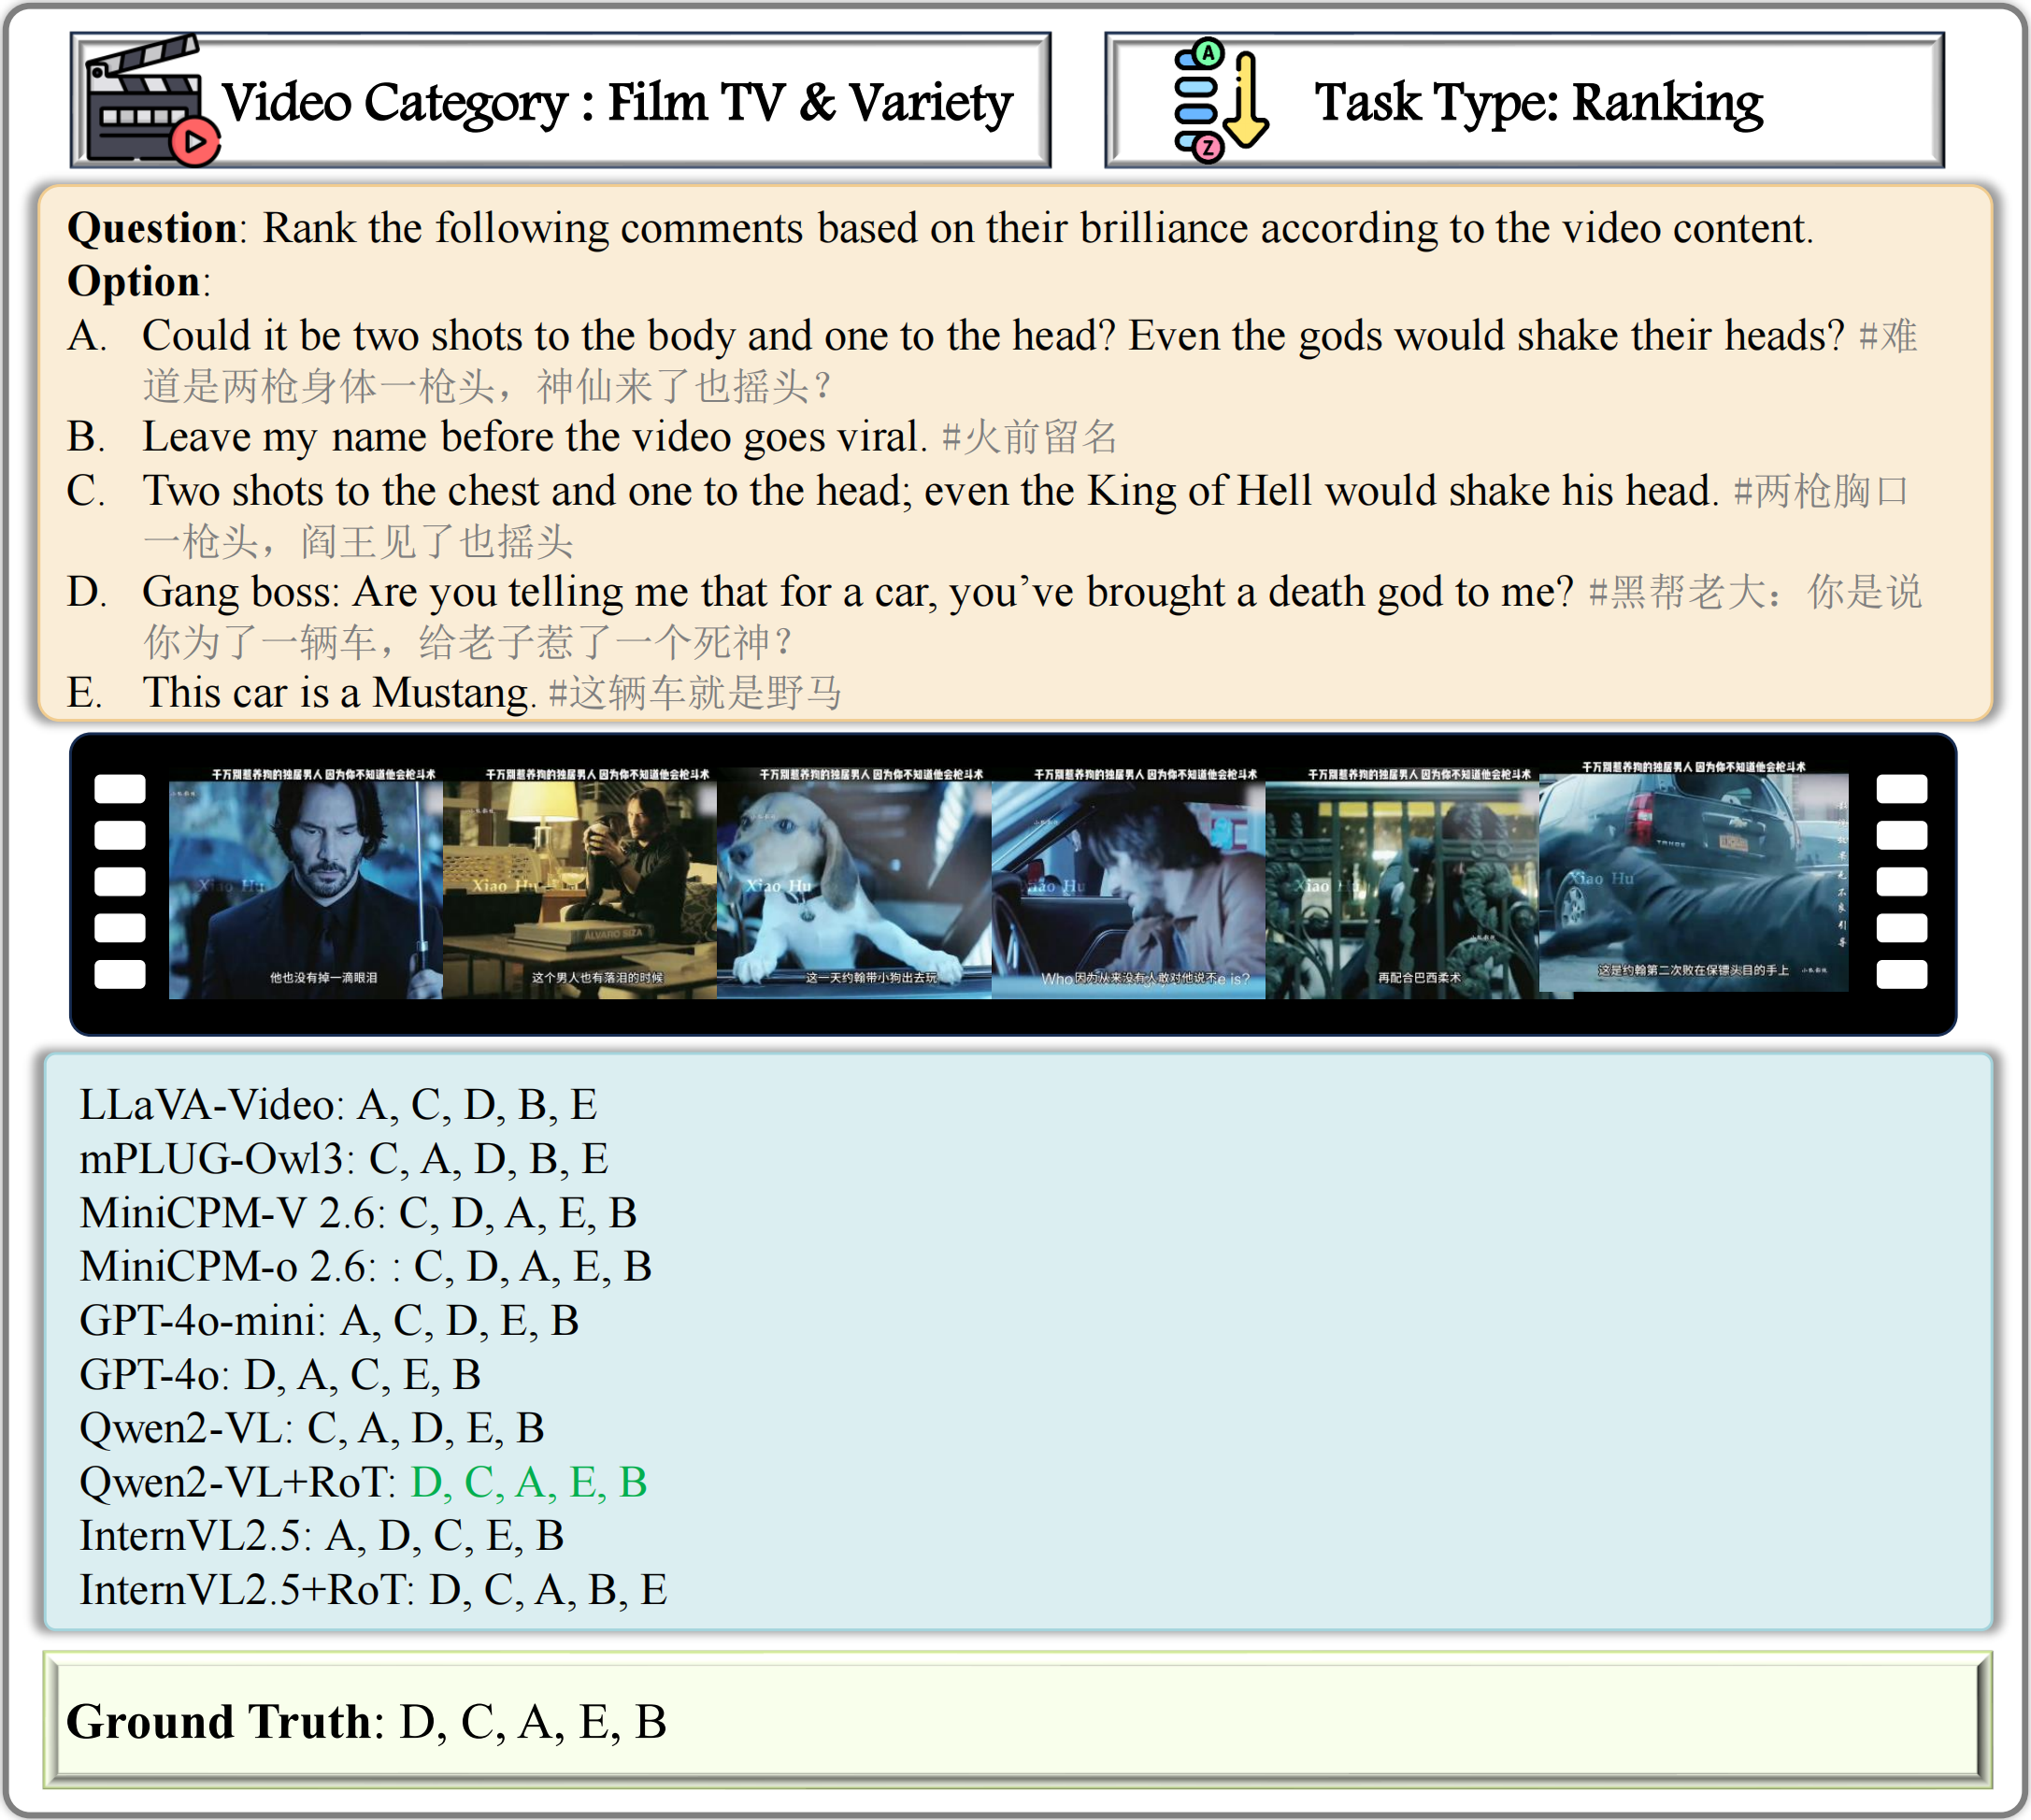 Video Category : Film TV & Variety
A
Z
Task Type: Ranking
Question: Rank the following comments based on their brilliance according to the video content.
Option:
A. Could it be two shots to the body and one to the head? Even the gods would shake their heads? #难
道是两枪身体一枪头，神仙来了也摇头?
B. Leave my name before the video goes viral. #火前留名
C. Two shots to the chest and one to the head; even the King of Hell would shake his head. #两枪胸口
一枪头，阎王见了也摇头
D. Gang boss: Are you telling me that for a car, you’ve brought a death god to me? #黑帮老大：你是说
你为了一辆车，给老子惹了一个死神?
E. This car is a Mustang. #这辆车就是野马
千万别惹养狗的独居男人 因为你不知道他会枪斗术
Xiao Hu
他也没有掉一滴眼泪
千万别惹养狗的独居男人 因为你不知道他会枪斗术
Xiao Hu
ÁLVARO SIZA
这个男人也有落泪的时候
千万别惹养狗的独居男人 因为你不知道他会枪斗术
Xiao Hu
这一天约翰带小狗出去玩
千万别惹养狗的独居男人 因为你不知道他会枪斗术
Xiao Hu
Who 因为从来没有人敢对他说不e is?
千万别惹养狗的独居男人 因为你不知道他会枪斗术
Xiao Hu
再配合巴西柔术
千万别惹养狗的独居男人 因为你不知道他会枪斗术
TAHOE
Xiao Hu
这是约翰第二次败在保镖头目的手上
LLaVA-Video: A, C, D, B, E
mPLUG-Owl3: C, A, D, B, E
MiniCPM-V 2.6: C, D, A, E, B
MiniCPM-o 2.6: : C, D, A, E, B
GPT-4o-mini: A, C, D, E, B
GPT-4o: D, A, C, E, B
Qwen2-VL: C, A, D, E, B
Qwen2-VL+RoT: D, C, A, E, B
InternVL2.5: A, D, C, E, B
InternVL2.5+RoT: D, C, A, B, E
Ground Truth: D, C, A, E, B